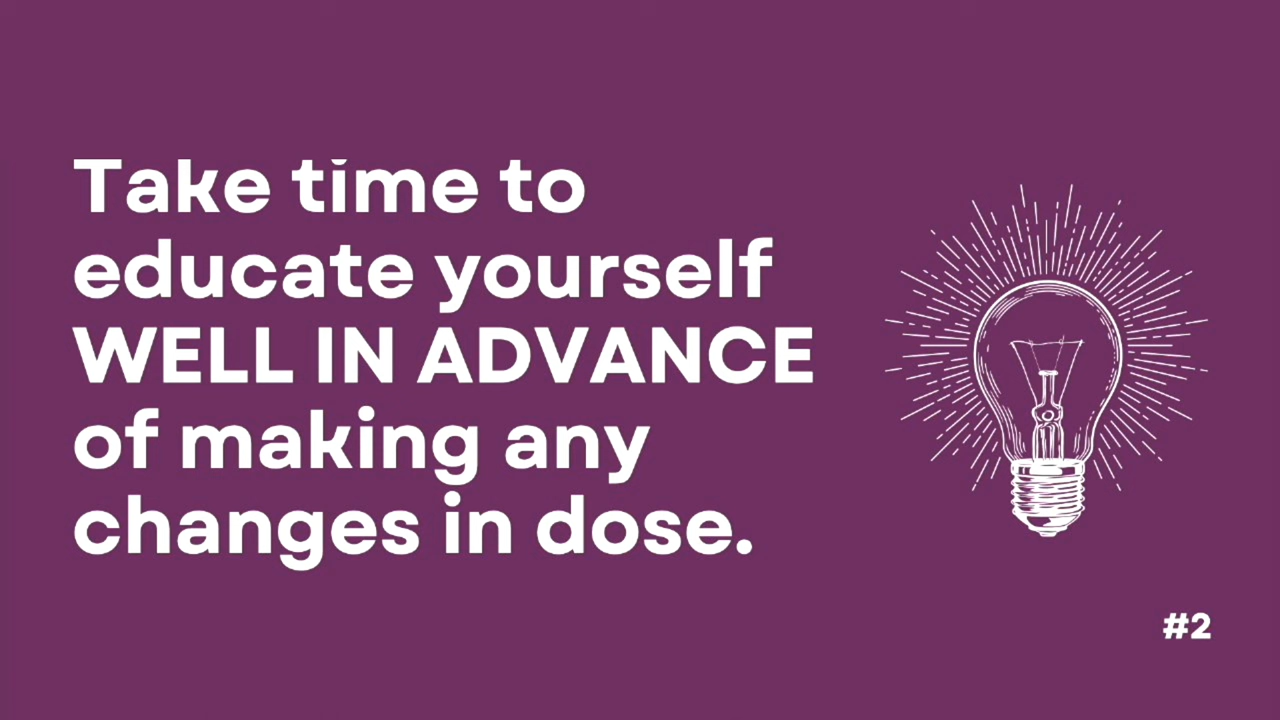 Take time to
educate yourself
WELL IN ADVANCE
of making any
changes in dose.
#2